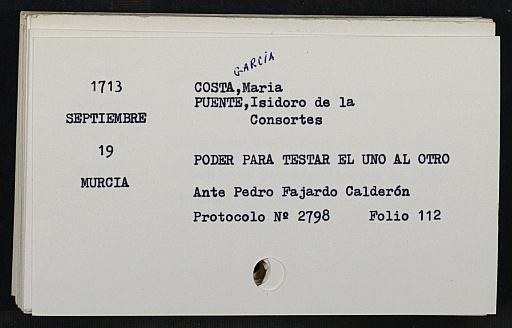 GARCÍA
1713
COSTA,Maria
PUENTE,Isidoro de la
SEPTIEMBRE
Consortes
19
PODER PARA TESTAR EL UNO AL OTRO
MURCIA
Ante Pedro Fajardo Calderón
Protocolo Nº 2798 Folio 112